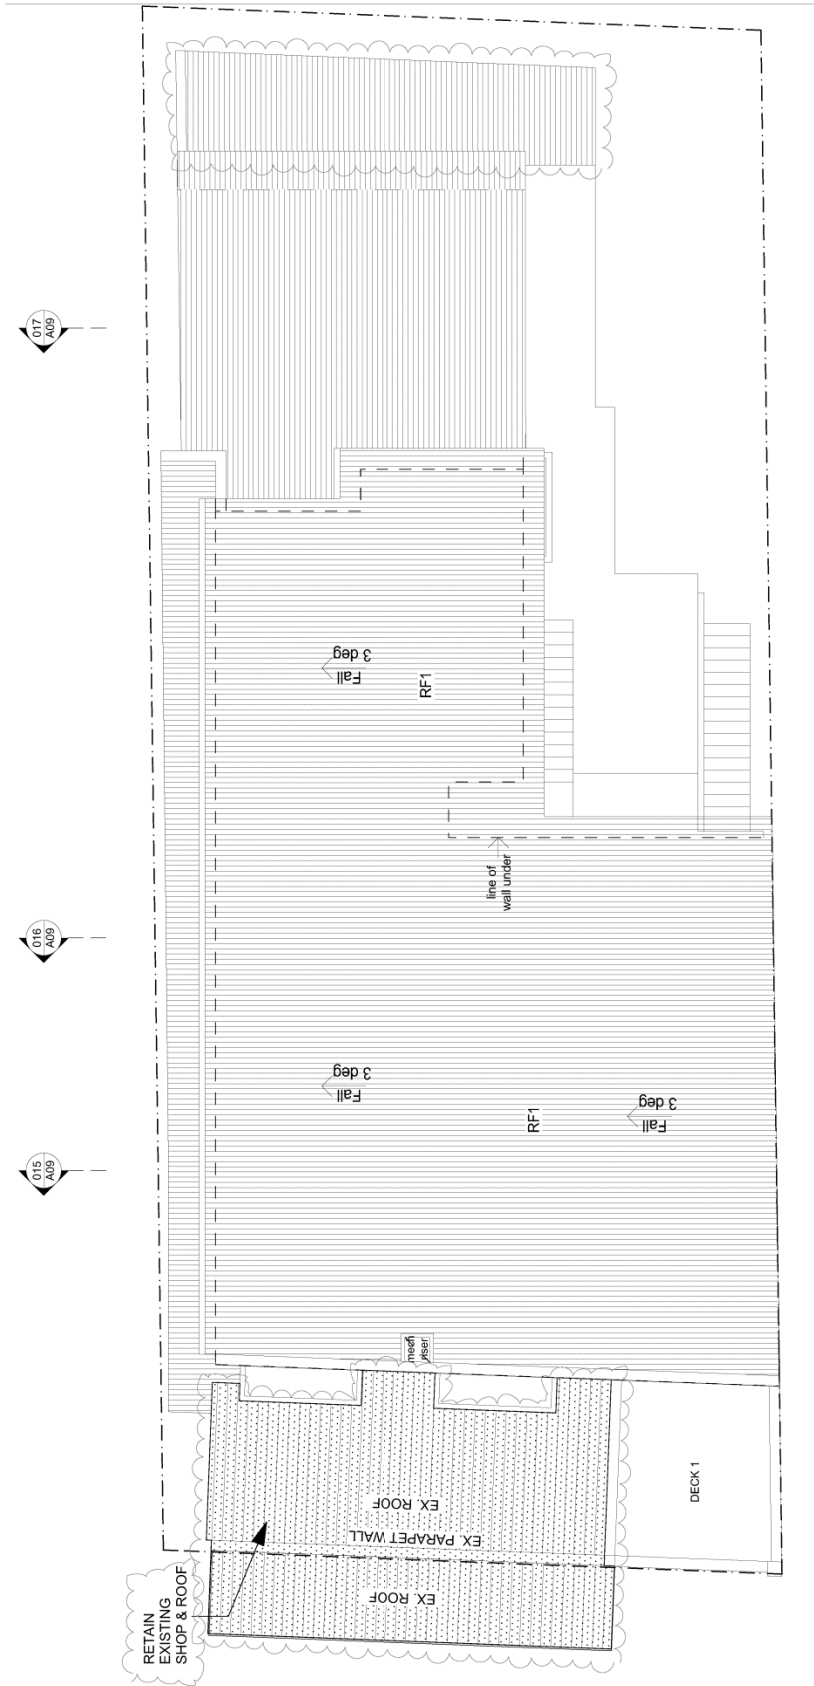 017
A09
Fall
3 deg
RF1
line of
wall under
016
A09
Fall
3 deg
RF1
Fall
3 deg
015
A09
mech
riser
EX. ROOF
EX. PARAPET WALL
EX. ROOF
DECK 1
RETAIN
EXISTING
SHOP & ROOF